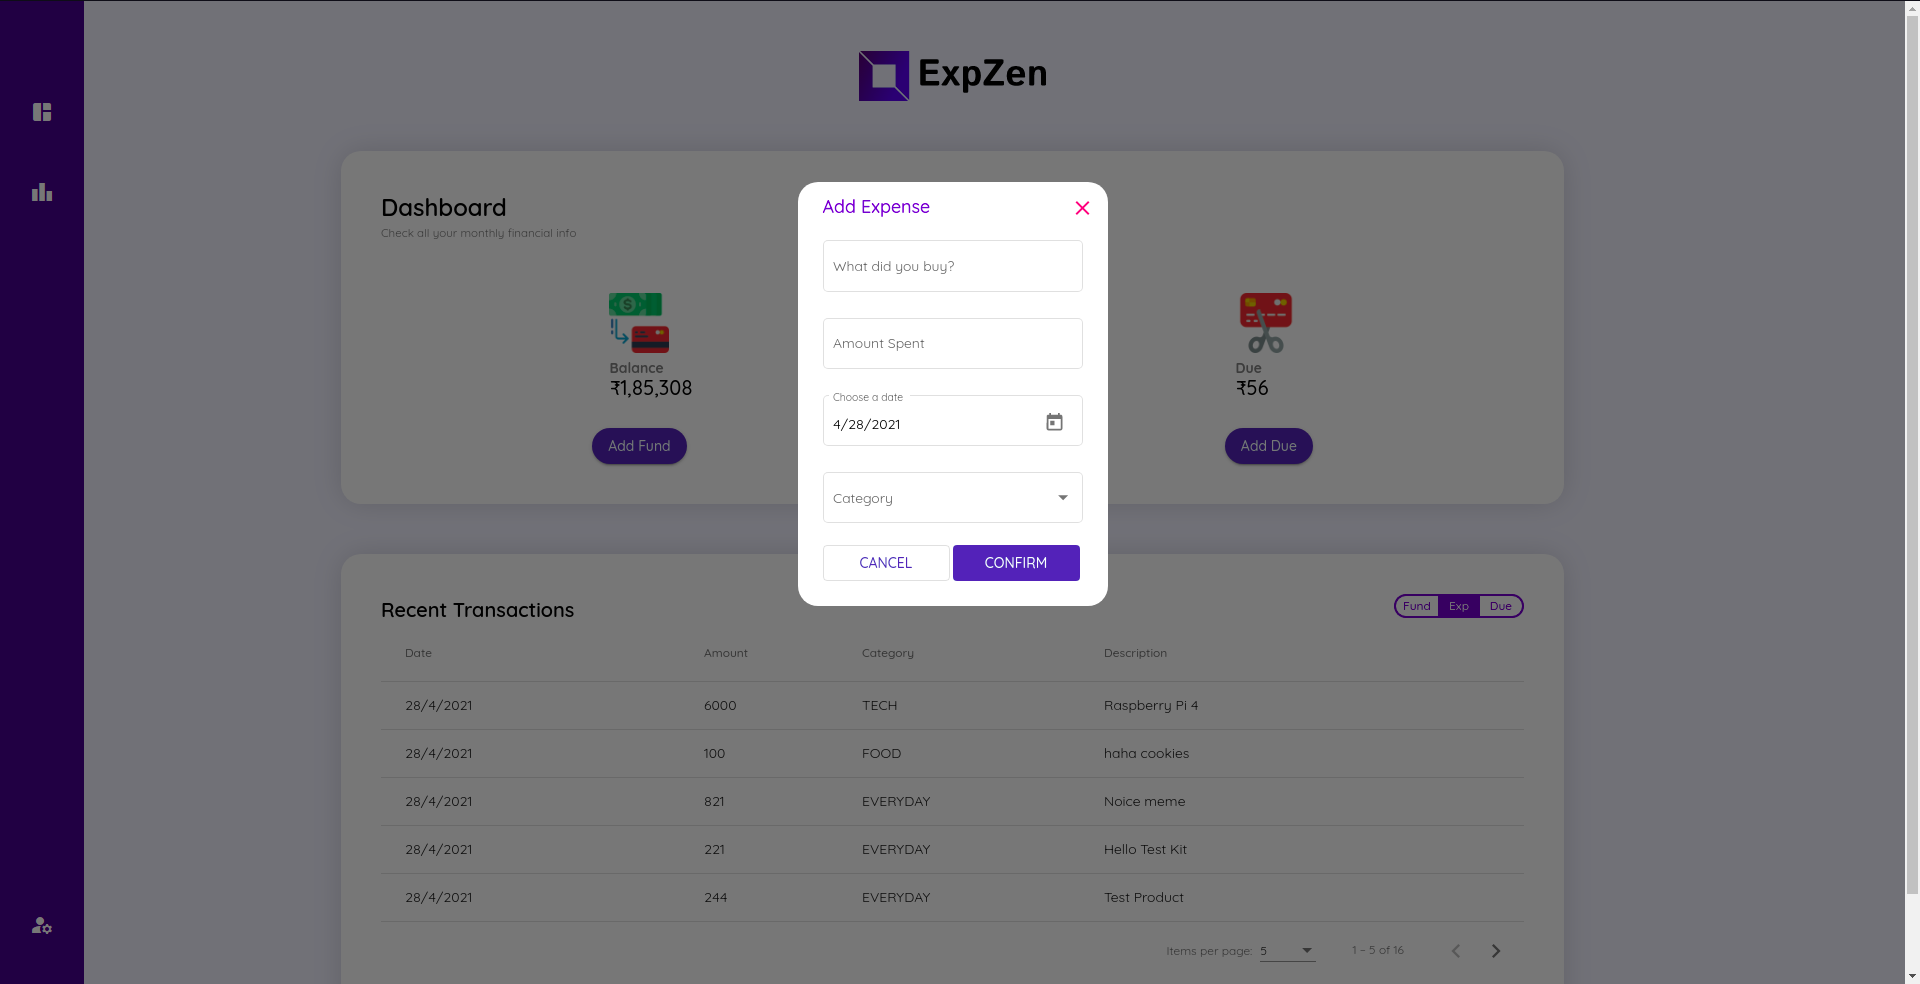 ExpZen
Dashboard
Check all your monthly financial info
Balance
₹1,85,308
Add Fund
Due
₹56
Add Due
Add Expense
What did you buy?
Amount Spent
Choose a date
4/28/2021
Category
CANCEL CONFIRM
Recent Transactions
Fund Exp Due
Date Amount Category Description
28/4/2021 6000 TECH Raspberry Pi 4
28/4/2021 100 FOOD haha cookies
28/4/2021 821 EVERYDAY Noice meme
28/4/2021 221 EVERYDAY Hello Test Kit
28/4/2021 244 EVERYDAY Test Product
Items per page: 5 1 – 5 of 16